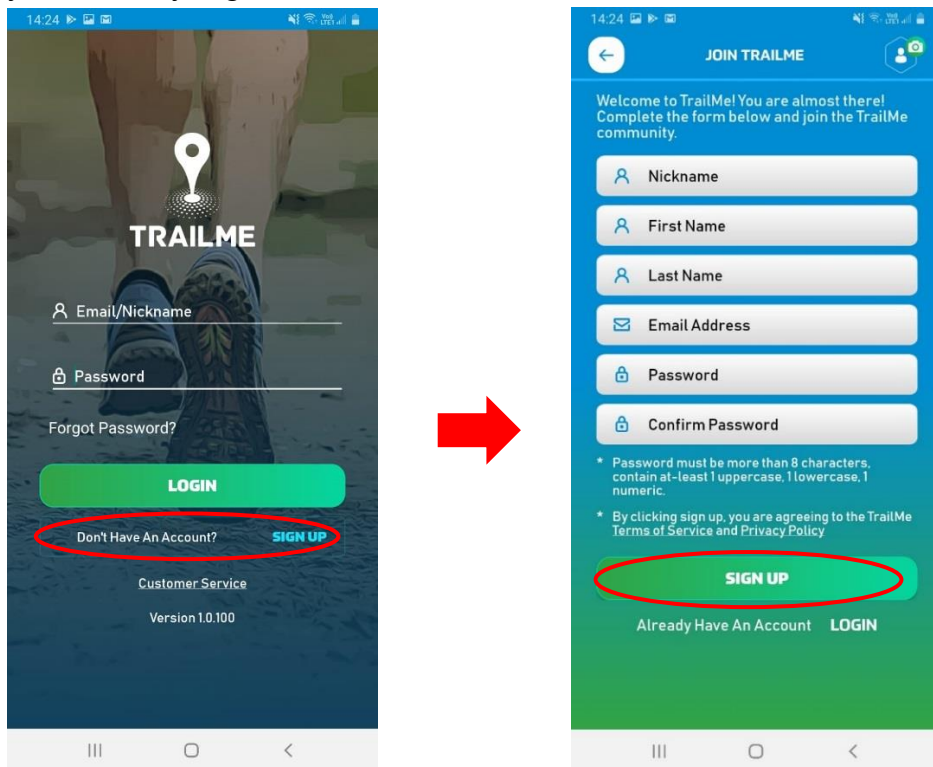 14:24
TRAILME
Email/Nickname
Password
Forgot Password?
LOGIN
Don't Have An Account? SIGN UP
Customer Service
Version 1.0.100
14:24
JOIN TRAILME
Welcome to TrailMe! You are almost there!
Complete the form below and join the TrailMe
community.
Nickname
First Name
Last Name
Email Address
Password
Confirm Password
* Password must be more than 8 characters,
contain at-least 1 uppercase, 1 lowercase, 1
numeric.
* By clicking sign up, you are agreeing to the TrailMe
Terms of Service and Privacy Policy
SIGN UP
Already Have An Account LOGIN